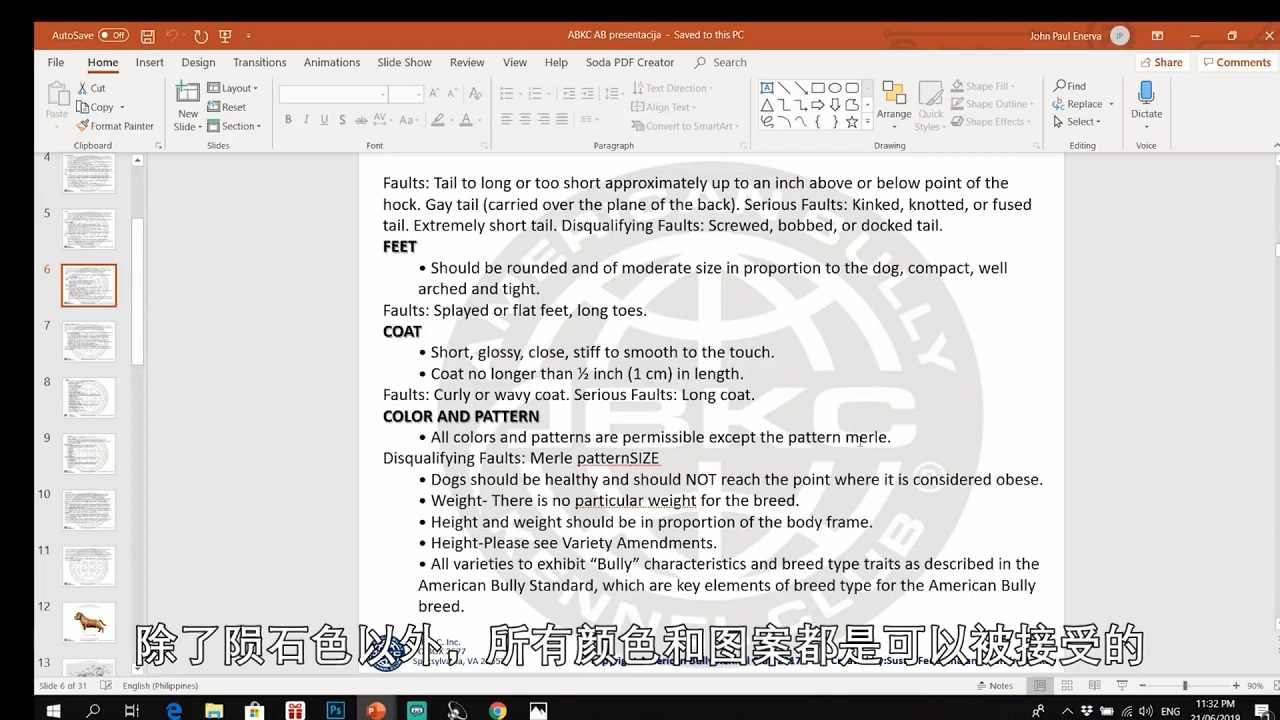 AutoSave Off
ABKC AB presentacija - Saved to this PC
John Paul Enerva JP
File Home Insert Design Transitions Animations Slide Show Review View Help Soda PDF Creator Search Share Comments
Paste
Cut
Copy
Format Painter
Clipboard
New Slide
Layout
Reset
Section
Slides
Font
Text Direction
Align Text
Convert to SmartArt
Paragraph
Arrange
Quick Styles
Shape Fill
Shape Outline
Shape Effects
Drawing
Find
Replace
Select
Editing
Dictate
Voice
4
5
6
7
8
9
10
11
12
13
Faults: Tail to long or too short approximately up to an inch above or below point of the
hock. Gay tail (carried over the plane of the back). Serious Faults: Kinked, knotted, or fused
tail. Extremely short tail. Disqualifying Faults: Screwed, bobbed, or docked tail.
FEET
• Should be rounded and of moderate size in proportion to the dog, compact, well
arched and tight.
Faults: Splayed or flat feet, long toes.
COAT
• Short, glossy, close, stiff to smooth to the touch.
• Coat no longer than ½ inch (1 cm) in length.
Faults: Curly or wavy coat. Serious Faults: Long coat.
COLOR AND PATTERN
• All colors and patterns are permissible except the pattern merle.
Disqualifying Faults: Merle patternSIZE
• Dogs should be healthy and should NOT reach the point where it is considered obese.
• Weight- There is no particular weight for the breed.
• Height and weight should be in proportion of the body frame.
• Height-Please see Variety Amendments.
• All varieties to exhibit “Bully” characteristics and breed type traits as described in the
American Bully Standard, which are key elements of breed type for the American Bully
breed.
除了陨石色以外，所有颜色和图案都是可以被接受的
Slide 6 of 31 English (Philippines) Notes 90%
ENG 11:32 PM